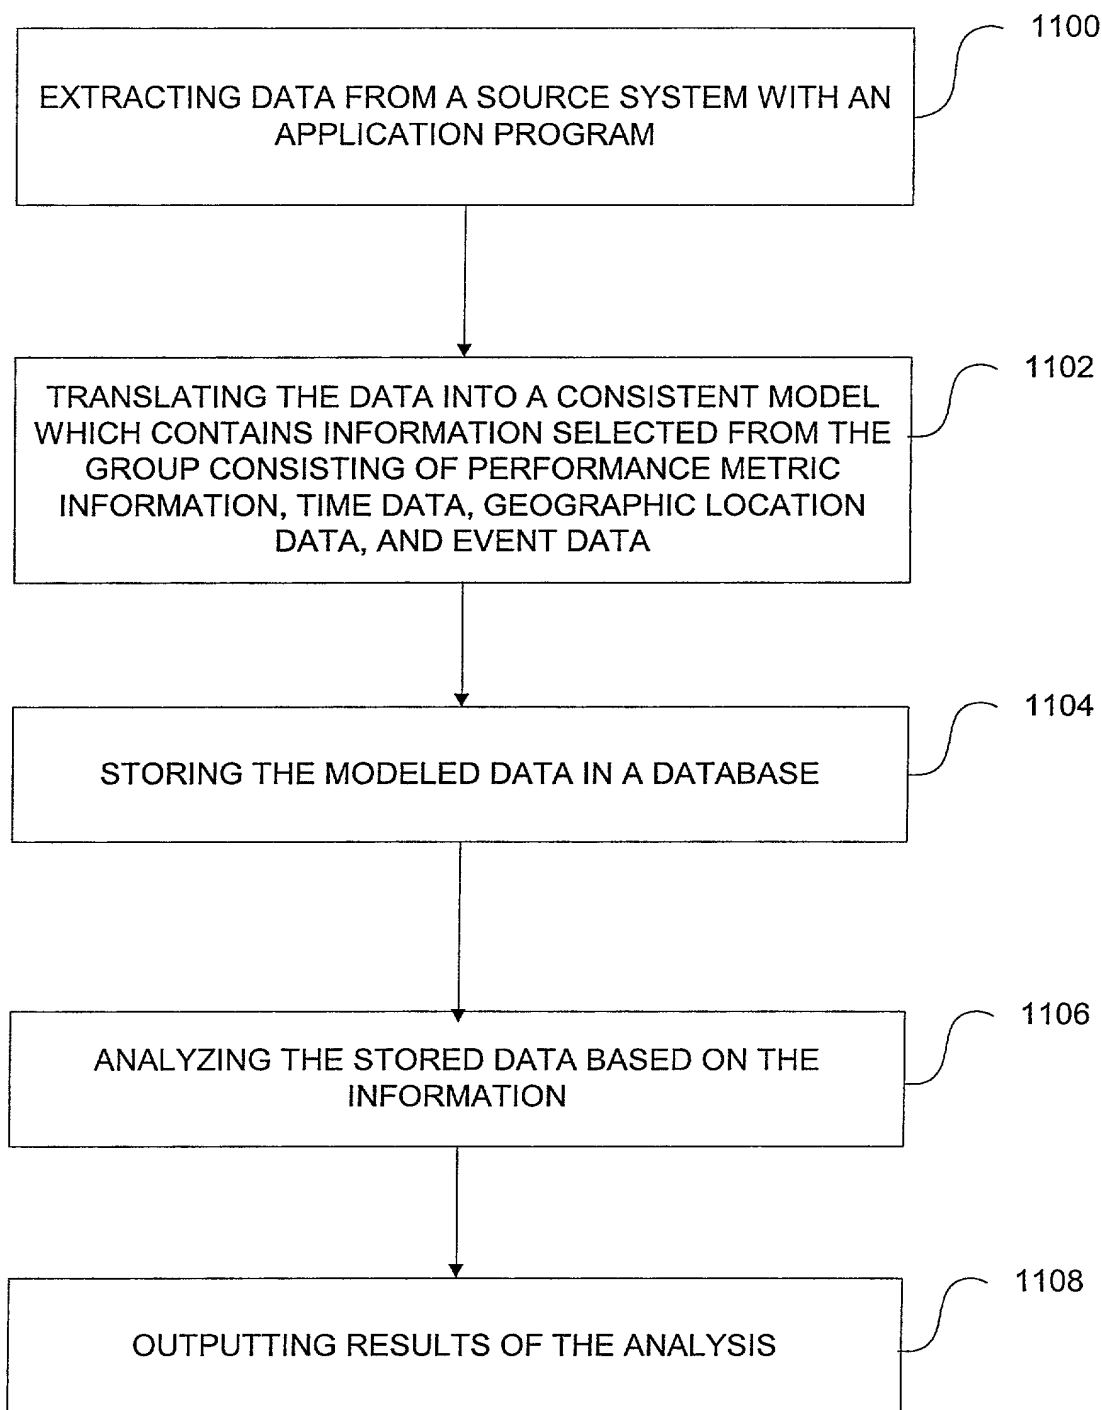 1100
EXTRACTING DATA FROM A SOURCE SYSTEM WITH AN
APPLICATION PROGRAM
1102
TRANSLATING THE DATA INTO A CONSISTENT MODEL
WHICH CONTAINS INFORMATION SELECTED FROM THE
GROUP CONSISTING OF PERFORMANCE METRIC
INFORMATION, TIME DATA, GEOGRAPHIC LOCATION
DATA, AND EVENT DATA
1104
STORING THE MODELED DATA IN A DATABASE
1106
ANALYZING THE STORED DATA BASED ON THE
INFORMATION
1108
OUTPUTTING RESULTS OF THE ANALYSIS